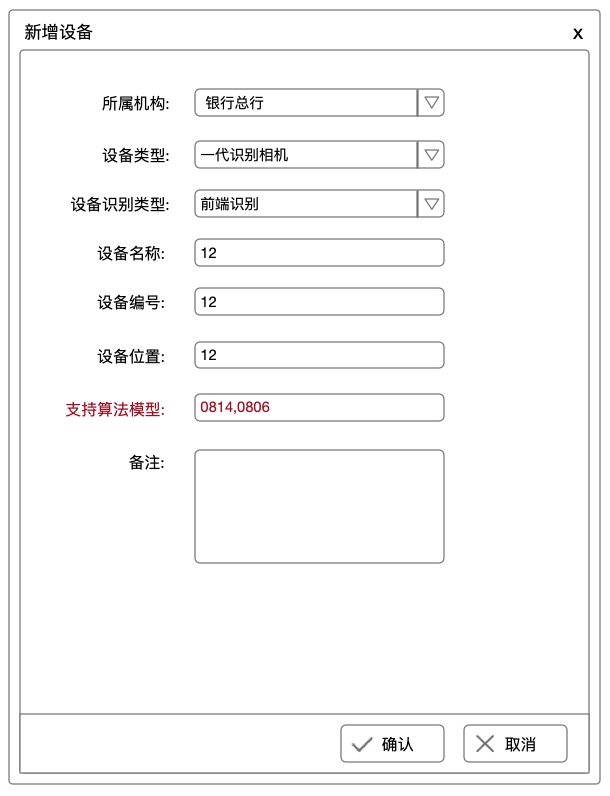 新增设备 x
所属机构: 银行总行
设备类型: 一代识别相机
设备识别类型: 前端识别
设备名称: 12
设备编号: 12
设备位置: 12
支持算法模型: 0814,0806
备注:
确认 取消